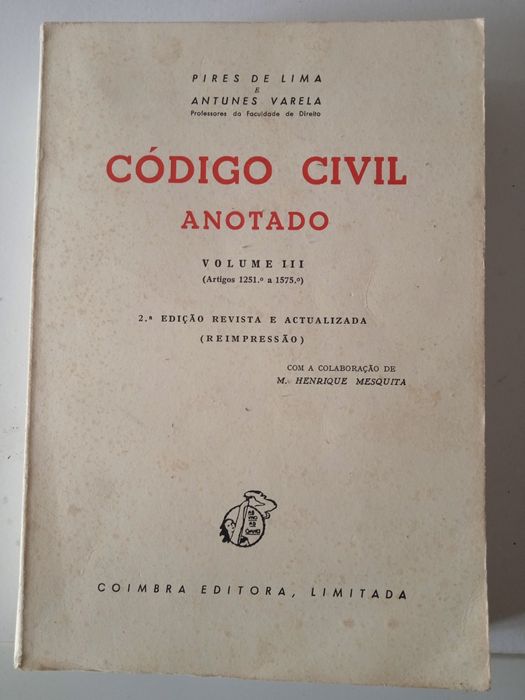 PIRES DE LIMA
E
ANTUNES VARELA
Professores da Faculdade de Direito
CÓDIGO CIVIL
ANOTADO
VOLUME III
(Artigos 1251.º a 1575.º)
2.ª EDIÇÃO REVISTA E ACTUALIZADA
(REIMPRESSÃO)
COM A COLABORAÇÃO DE
M. HENRIQUE MESQUITA
COIMBRA EDITORA, LIMITADA